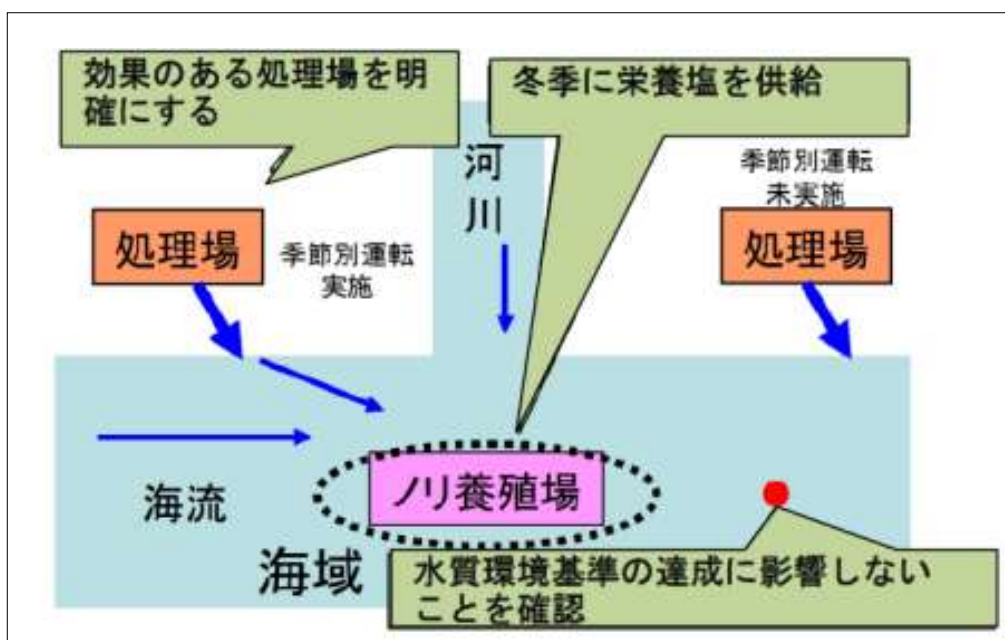 効果のある処理場を明
確にする
冬季に栄養塩を供給
河
川
季節別運転
未実施
処理場
季節別運転
実施
処理場
ノリ養殖場
海流
海域
水質環境基準の達成に影響しない
ことを確認